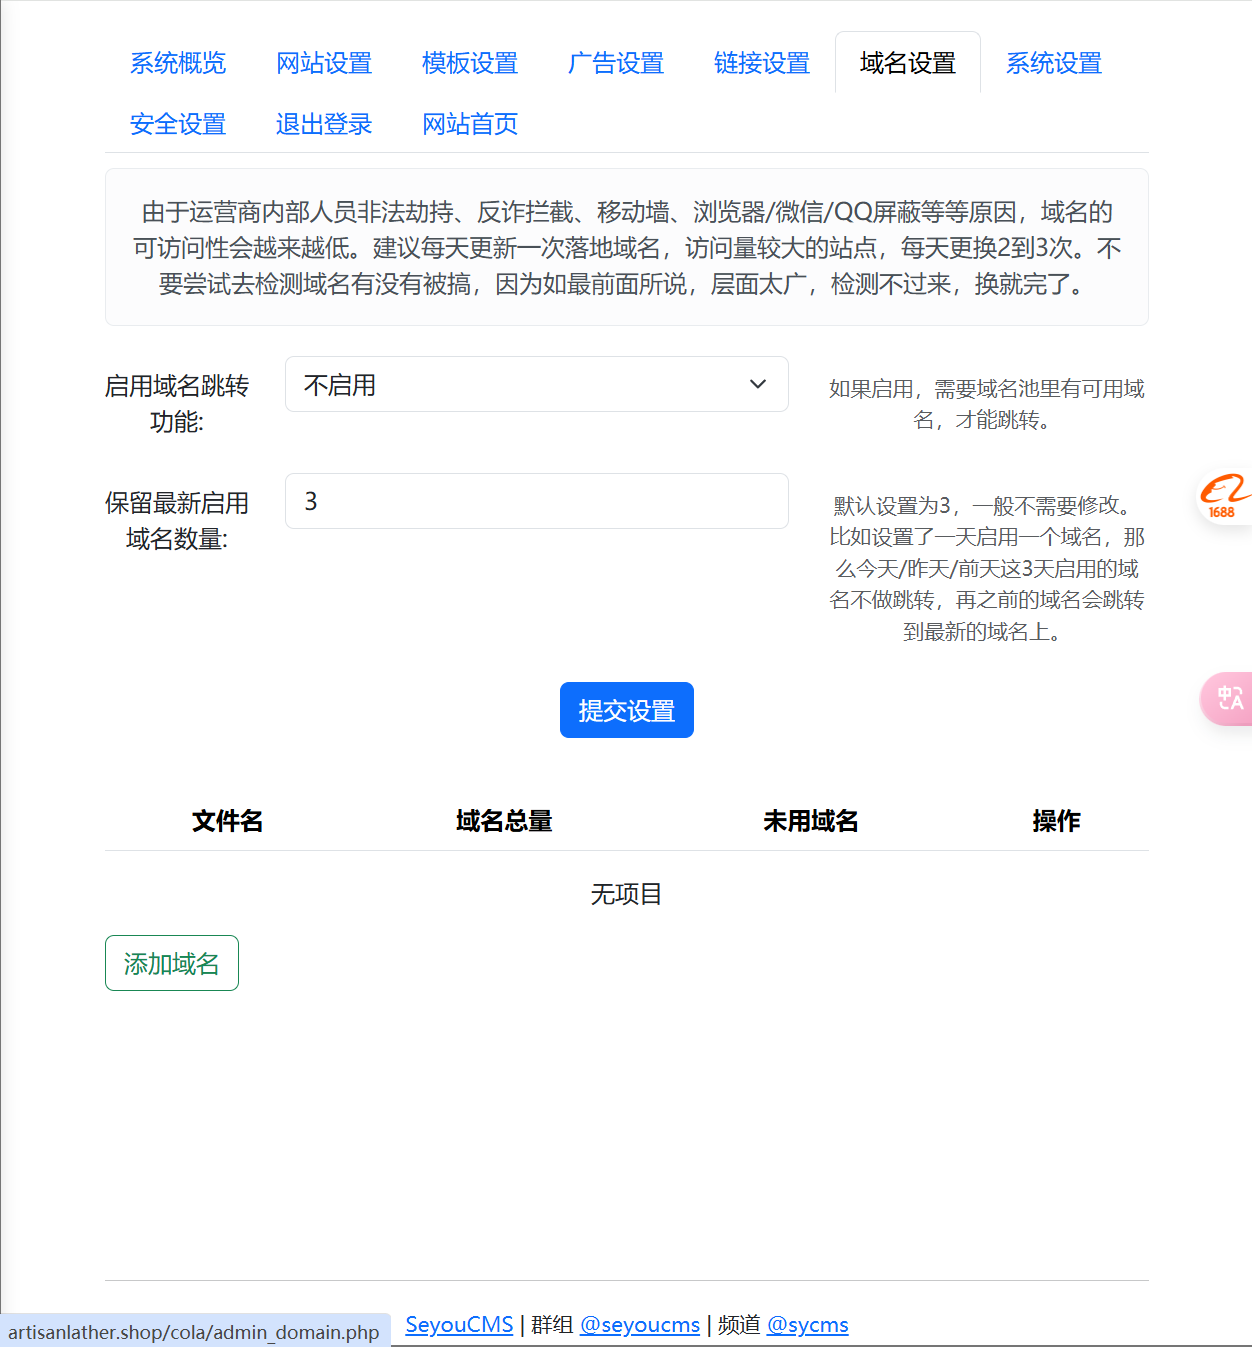 系统概览 网站设置 模板设置 广告设置 链接设置 域名设置 系统设置
安全设置 退出登录 网站首页
由于运营商内部人员非法劫持、反诈拦截、移动墙、浏览器/微信/QQ屏蔽等等原因，域名的
可访问性会越来越低。建议每天更新一次落地域名，访问量较大的站点，每天更换2到3次。不
要尝试去检测域名有没有被搞，因为如最前面所说，层面太广，检测不过来，换就完了。
启用域名跳转
功能:
不启用
如果启用，需要域名池里有可用域
名，才能跳转。
保留最新启用
域名数量:
3
默认设置为3，一般不需要修改。
比如设置了一天启用一个域名，那
么今天/昨天/前天这3天启用的域
名不做跳转，再之前的域名会跳转
到最新的域名上。
1688
中A
提交设置
文件名 域名总量 未用域名 操作
无项目
添加域名
SeyouCMS | 群组 @seyoucms | 频道 @sycms
artisanlather.shop/cola/admin_domain.php